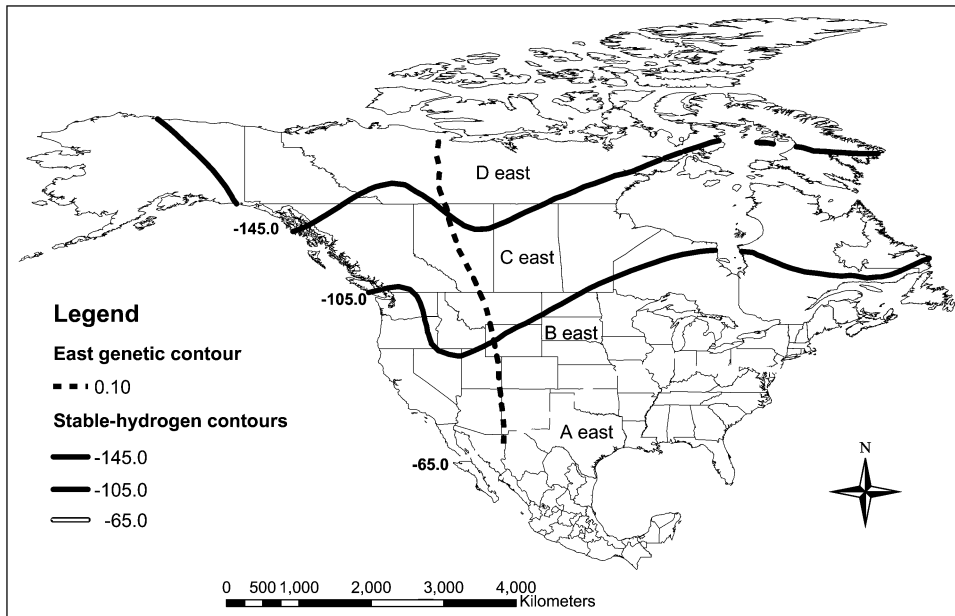 D east
-145.0
C east
-105.0
B east
A east
-65.0
Legend
East genetic contour
0.10
Stable-hydrogen contours
-145.0
-105.0
-65.0
N
0 500 1,000 2,000 3,000 4,000
Kilometers